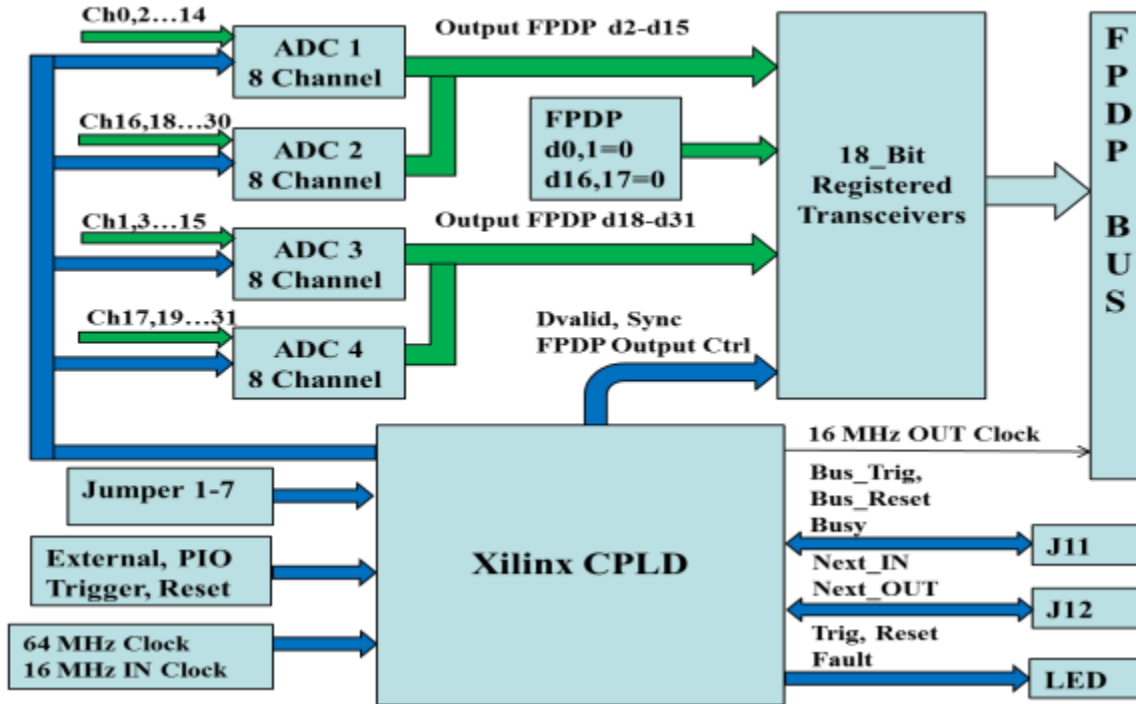 Ch0,2...14
ADC 1
8 Channel
Output FPDP d2-d15
Ch16,18...30
ADC 2
8 Channel
FPDP
d0,1=0
d16,17=0
18_Bit
Registered
Transceivers
FPDP BUS
Ch1,3...15
ADC 3
8 Channel
Output FPDP d18-d31
Ch17,19...31
ADC 4
8 Channel
Dvalid, Sync
FPDP Output Ctrl
16 MHz OUT Clock
Jumper 1-7
External, PIO
Trigger, Reset
64 MHz Clock
16 MHz IN Clock
Xilinx CPLD
Bus_Trig,
Bus_Reset
Busy
J11
Next_IN
Next_OUT
J12
Trig, Reset
Fault
LED